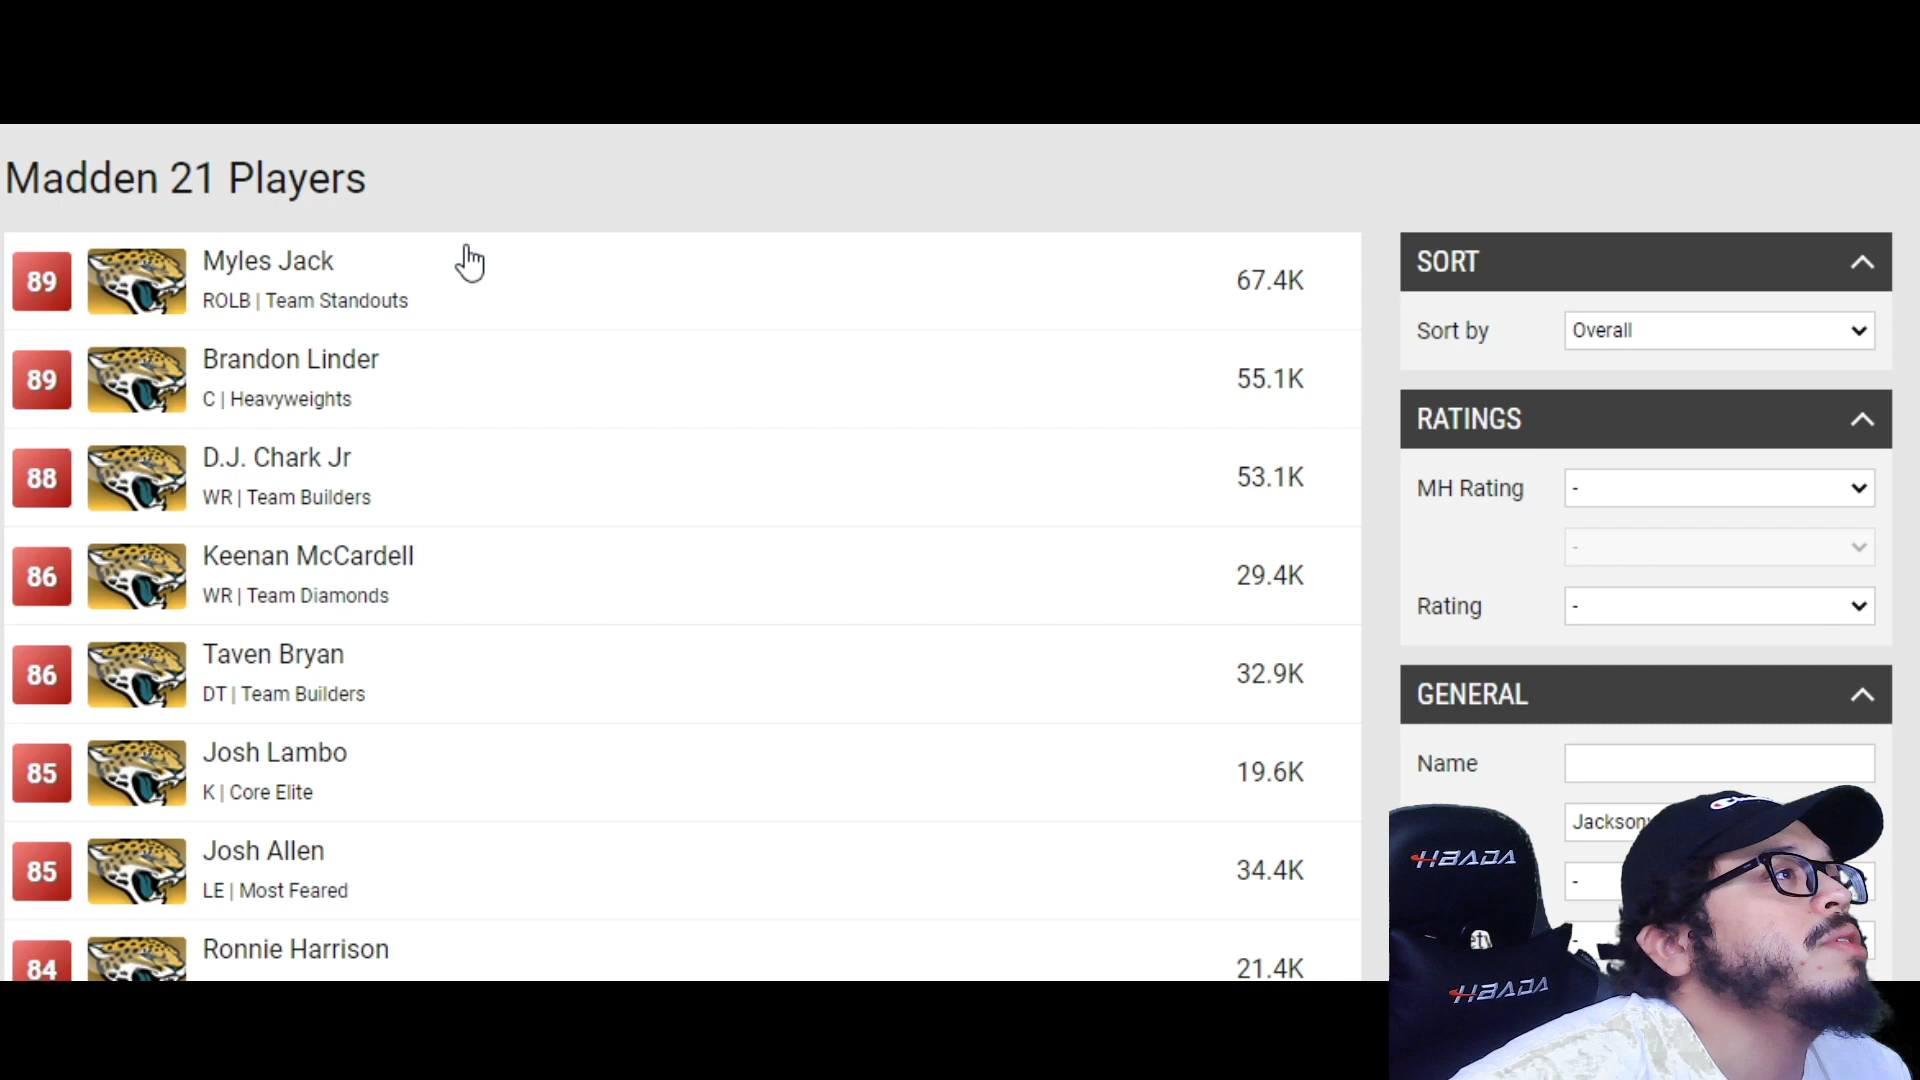 Madden 21 Players
89
Myles Jack
ROLB | Team Standouts
67.4K
89
Brandon Linder
C | Heavyweights
55.1K
88
D.J. Chark Jr
WR | Team Builders
53.1K
86
Keenan McCardell
WR | Team Diamonds
29.4K
86
Taven Bryan
DT | Team Builders
32.9K
85
Josh Lambo
K | Core Elite
19.6K
85
Josh Allen
LE | Most Feared
34.4K
84
Ronnie Harrison
21.4K
SORT
Sort by
Overall
RATINGS
MH Rating
-
-
Rating
-
GENERAL
Name
-
-
HBADA
HBADA